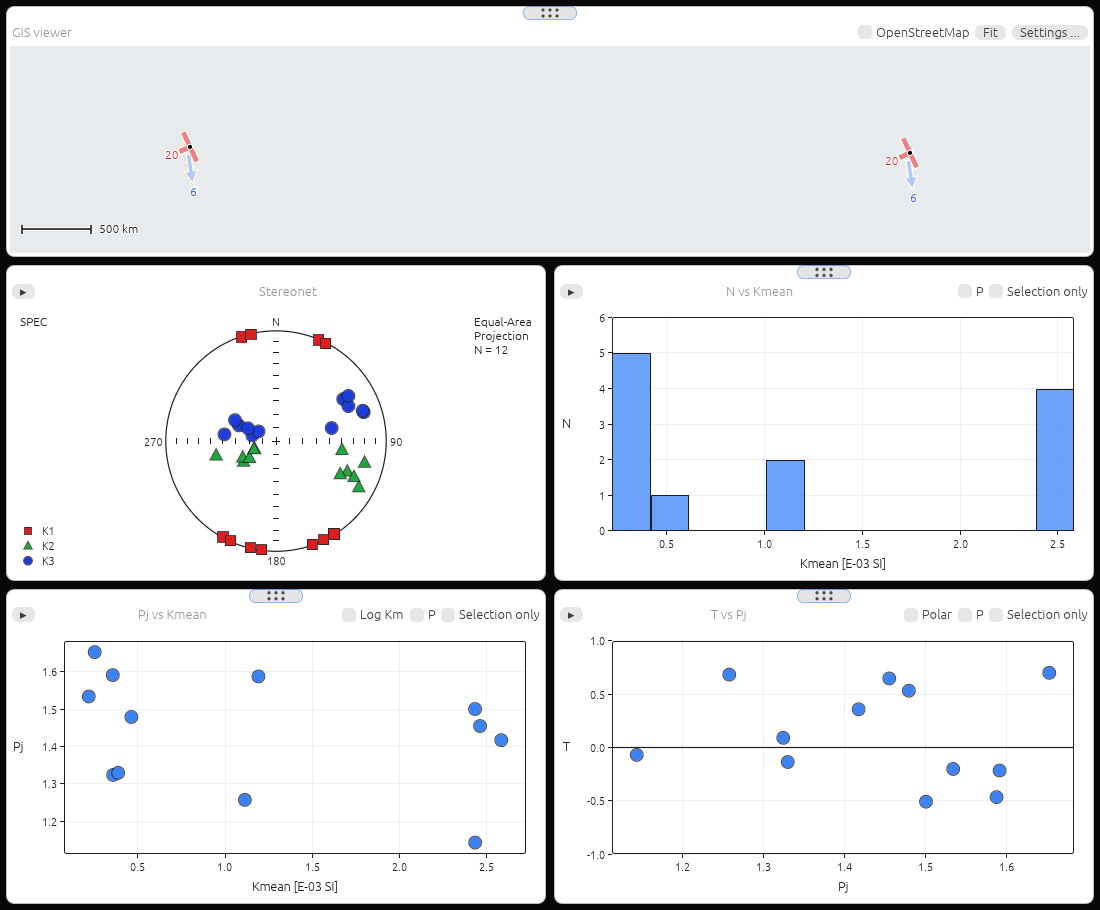 GIS viewer
OpenStreetMap Fit Settings ...
20
6
20
6
500 km
▶ Stereonet
SPEC
N
Equal-Area
Projection
N = 12
270
90
180
K1
K2
K3
▶ N vs Kmean P Selection only
6
5
4
3
2
1
0
N
0.5 1.0 1.5 2.0 2.5
Kmean [E-03 SI]
▶ Pj vs Kmean Log Km P Selection only
1.6
1.5
1.4
1.3
1.2
Pj
0.5 1.0 1.5 2.0 2.5
Kmean [E-03 SI]
▶ T vs Pj Polar P Selection only
1.0
0.5
0.0
-0.5
-1.0
T
1.2 1.3 1.4 1.5 1.6
Pj